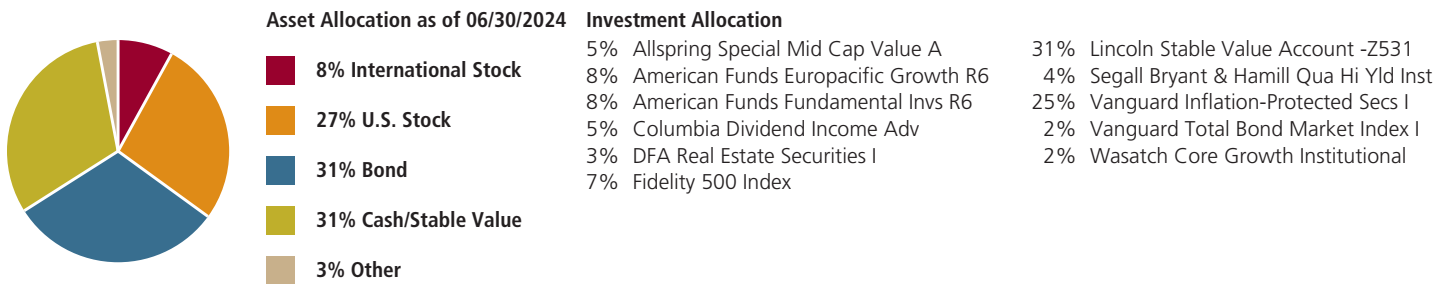 Asset Allocation as of 06/30/2024
8% International Stock
27% U.S. Stock
31% Bond
31% Cash/Stable Value
3% Other
Investment Allocation
5% Allspring Special Mid Cap Value A
8% American Funds Europacific Growth R6
8% American Funds Fundamental Invs R6
5% Columbia Dividend Income Adv
3% DFA Real Estate Securities I
7% Fidelity 500 Index
31% Lincoln Stable Value Account -Z531
4% Segall Bryant & Hamill Qua Hi Yld Inst
25% Vanguard Inflation-Protected Secs I
2% Vanguard Total Bond Market Index I
2% Wasatch Core Growth Institutional